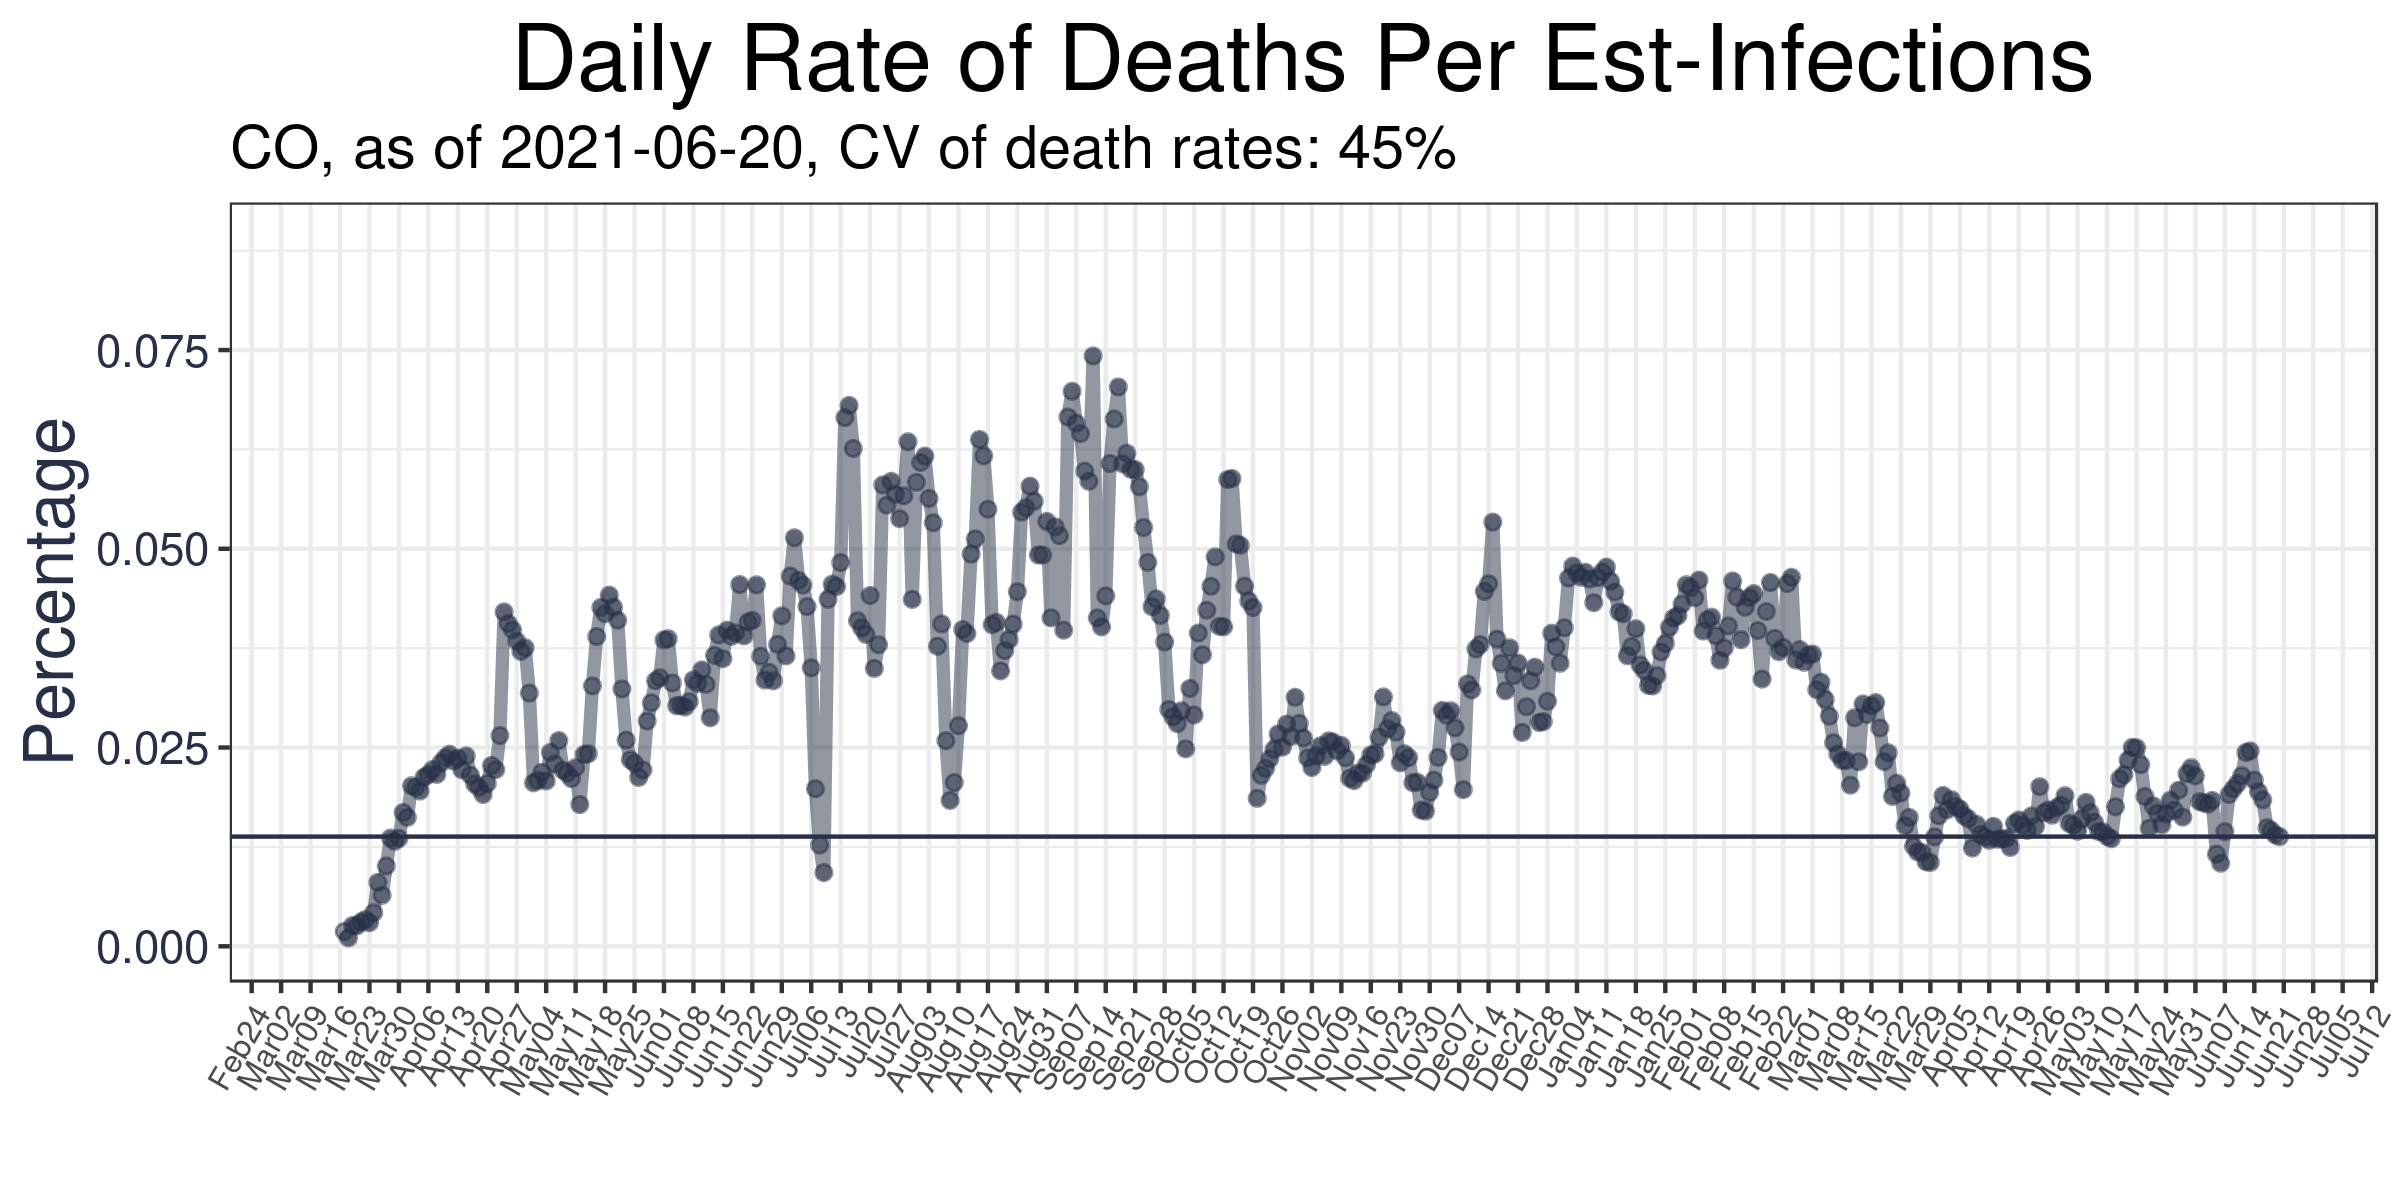 Daily Rate of Deaths Per Est-Infections
CO, as of 2021-06-20, CV of death rates: 45%
Percentage
0.075
0.050
0.025
0.000
Feb24
Mar02
Mar09
Mar16
Mar23
Mar30
Apr06
Apr13
Apr20
Apr27
May04
May11
May18
May25
Jun01
Jun08
Jun15
Jun22
Jun29
Jul06
Jul13
Jul20
Jul27
Aug03
Aug10
Aug17
Aug24
Aug31
Sep07
Sep14
Sep21
Sep28
Oct05
Oct12
Oct19
Oct26
Nov02
Nov09
Nov16
Nov23
Nov30
Dec07
Dec14
Dec21
Dec28
Jan04
Jan11
Jan18
Jan25
Feb01
Feb08
Feb15
Feb22
Mar01
Mar08
Mar15
Mar22
Mar29
Apr05
Apr12
Apr19
Apr26
May03
May10
May17
May24
May31
Jun07
Jun14
Jun21
Jun28
Jul05
Jul12